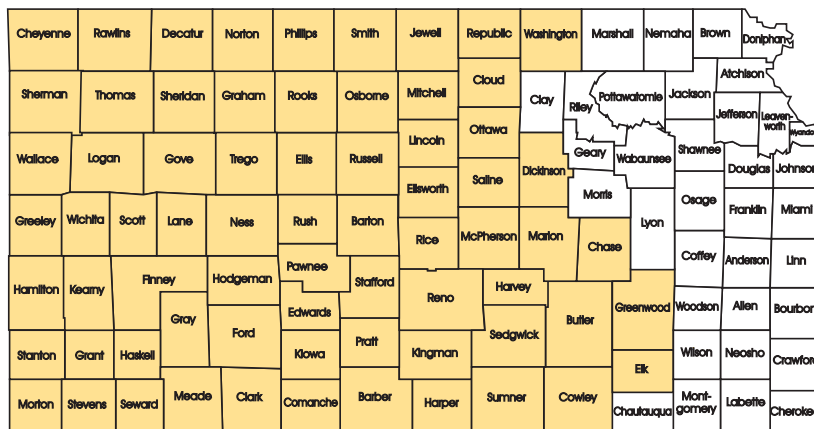 Cheyenne Rawlins Decatur Norton Phillips Smith Jewell Republic Washington Marshall Nemaha Brown Doniphan
Atchison
Cloud
Sherman Thomas Sheridan Graham Rooks Osborne Mitchell Clay Riley Pottawatomie Jackson
Jefferson Leaven-
worth
Ottawa
Wyando
Lincoln
Wallace Logan Gove Trego Ellis Russell Geary Wabaunsee Shawnee
Dickinson Douglas Johnson
Ellsworth Saline
Morris
Osage
Greeley Wichita Scott Lane Ness Rush Barton Lyon Franklin Miami
Rice McPherson Marion Chase
Pawnee Coffey Anderson Linn
Hamilton Kearny Finney Hodgeman Stafford
Reno Harvey
Edwards Greenwood Woodson Allen Bourbon
Gray Ford Sedgwick Butler
Stanton Grant Haskell Kiowa Pratt Kingman Wilson Neosho Crawford
Elk
Morton Stevens Seward Meade Clark Comanche Barber Harper Sumner Cowley Chautauqua Mont-
gomery Labette Cherokee